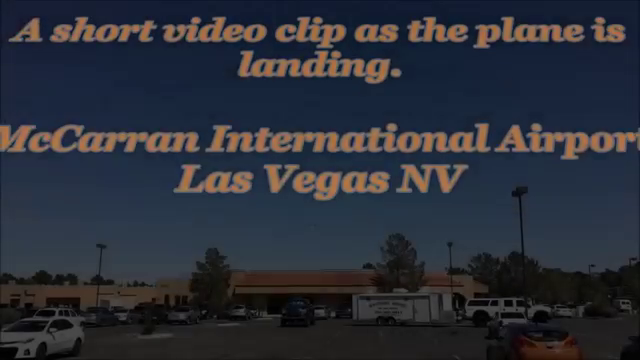 A short video clip as the plane is
landing.
McCarran International Airport
Las Vegas NV